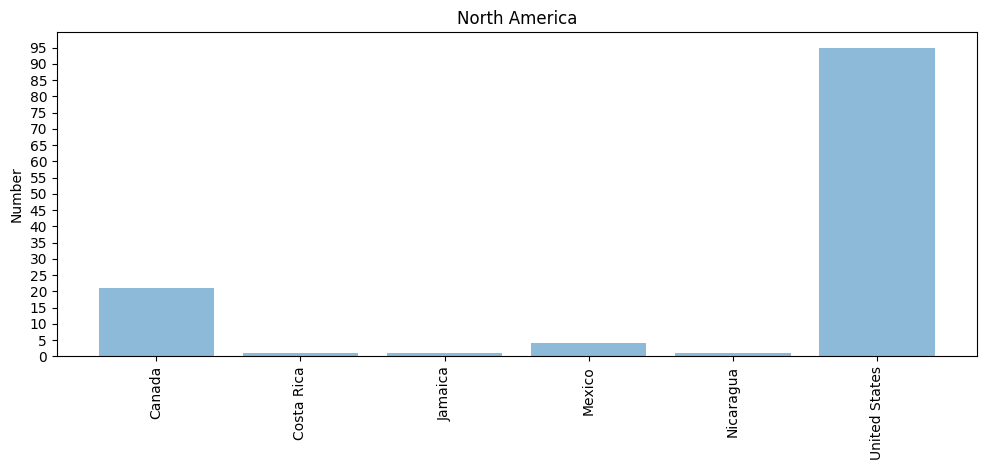 North America
Number
95
90
85
80
75
70
65
60
55
50
45
40
35
30
25
20
15
10
5
0
Canada
Costa Rica
Jamaica
Mexico
Nicaragua
United States